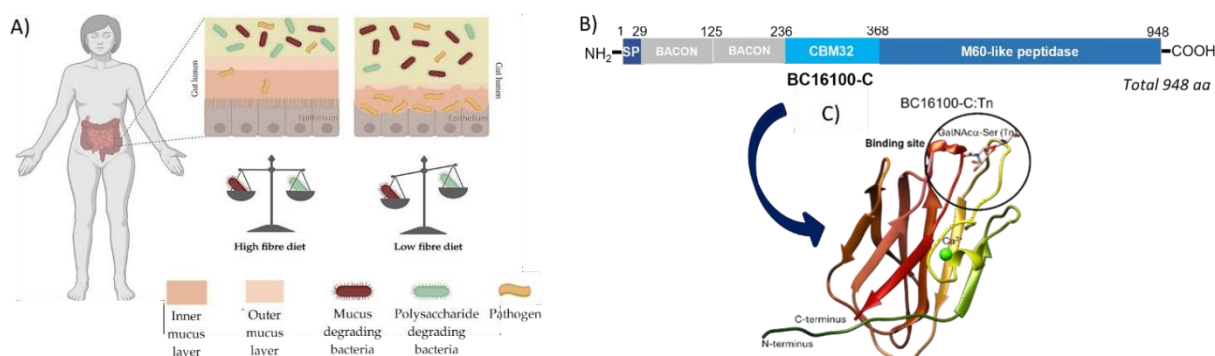 A)
Gut lumen
Gut lumen
Epithelium
Epithelium
High fibre diet
Low fibre diet
Inner
mucus
layer
Outer
mucus
layer
Mucus
degrading
bacteria
Polysaccharide
degrading
bacteria
Pathogen
B)
1 29 125 236 368 948
NH₂ SP BACON BACON CBM32 M60-like peptidase COOH
BC16100-C
Total 948 aa
C)
BC16100-C:Tn
GalNAcα-Ser (Tn)
Binding site
Ca²⁺
C-terminus
N-terminus